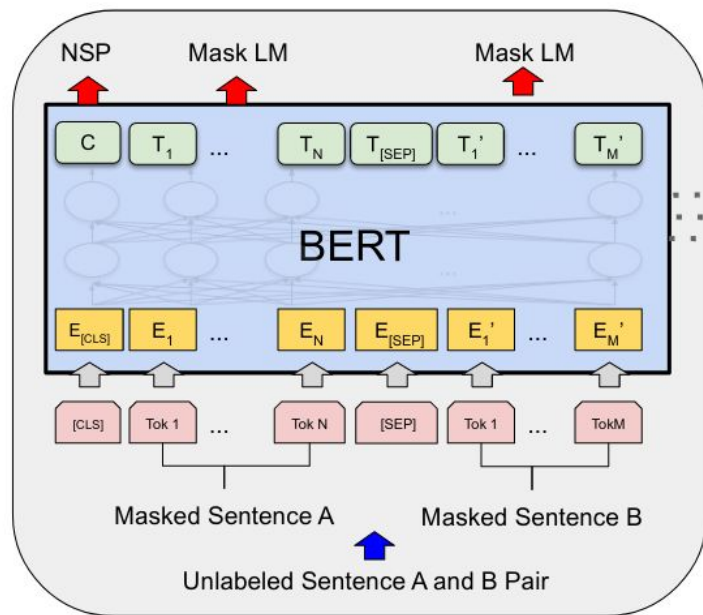 NSP Mask LM Mask LM
C T1 ... TN T[SEP] T1' ... TM'
...
BERT
...
E[CLS] E1 ... EN E[SEP] E1' ... EM'
[CLS] Tok 1 ... Tok N [SEP] Tok 1 ... TokM
Masked Sentence A Masked Sentence B
Unlabeled Sentence A and B Pair